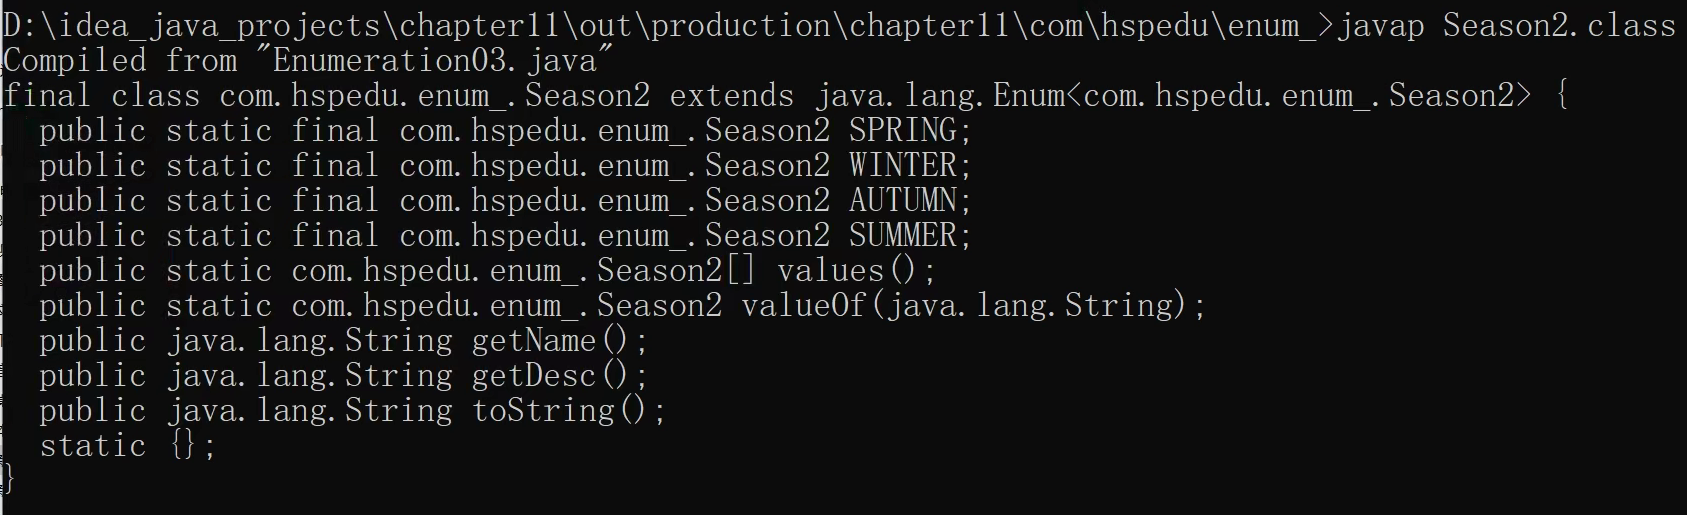 D:\idea_java_projects\chapter11\out\production\chapter11\com\hspedu\enum_>javap Season2.class
Compiled from "Enumeration03.java"
final class com.hspedu.enum_.Season2 extends java.lang.Enum<com.hspedu.enum_.Season2> {
  public static final com.hspedu.enum_.Season2 SPRING;
  public static final com.hspedu.enum_.Season2 WINTER;
  public static final com.hspedu.enum_.Season2 AUTUMN;
  public static final com.hspedu.enum_.Season2 SUMMER;
  public static com.hspedu.enum_.Season2[] values();
  public static com.hspedu.enum_.Season2 valueOf(java.lang.String);
  public java.lang.String getName();
  public java.lang.String getDesc();
  public java.lang.String toString();
  static {};
}